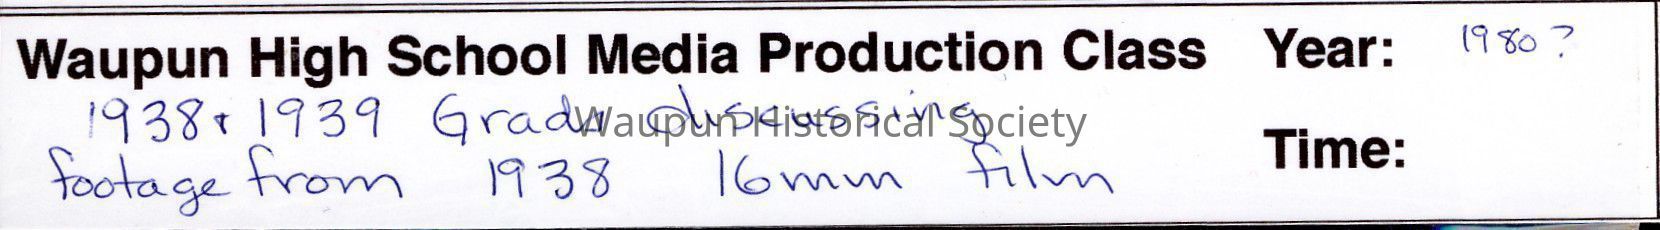 Waupun High School Media Production Class Year: 1980?
1938 + 1939 Grads discussing
Waupun Historical Society
footage from 1938 16mm film
Time: